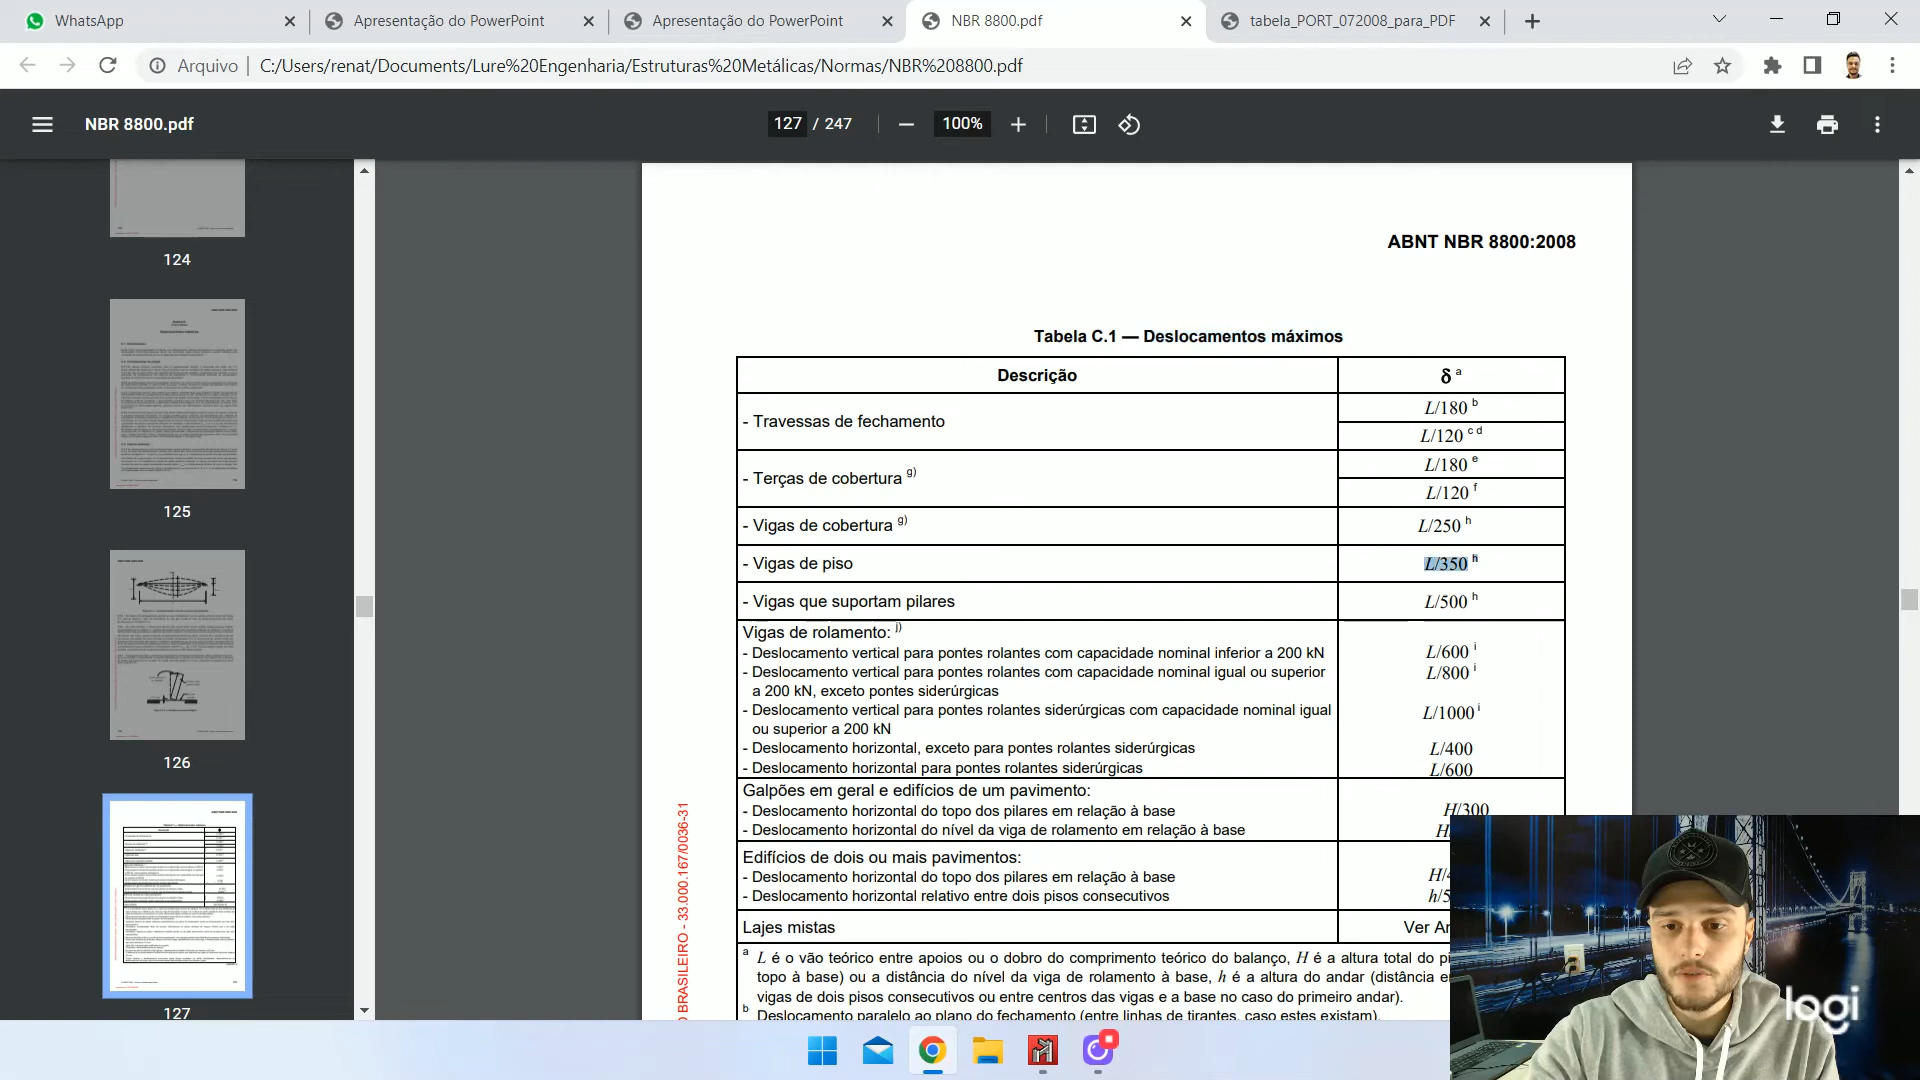 WhatsApp
Apresentação do PowerPoint
Apresentação do PowerPoint
NBR 8800.pdf
tabela_PORT_072008_para_PDF
Arquivo
C:/Users/renat/Documents/Lure%20Engenharia/Estruturas%20Metálicas/Normas/NBR%208800.pdf
NBR 8800.pdf
127 / 247
100%
124
125
126
127
ABNT NBR 8800:2008
Tabela C.1 — Deslocamentos máximos
Descrição δ a
- Travessas de fechamento
L/180 b
L/120 c d
- Terças de cobertura g)
L/180 e
L/120 f
- Vigas de cobertura g) L/250 h
- Vigas de piso L/350 h
- Vigas que suportam pilares L/500 h
Vigas de rolamento: j)
- Deslocamento vertical para pontes rolantes com capacidade nominal inferior a 200 kN L/600 i
- Deslocamento vertical para pontes rolantes com capacidade nominal igual ou superior L/800 i
a 200 kN, exceto pontes siderúrgicas
- Deslocamento vertical para pontes rolantes siderúrgicas com capacidade nominal igual L/1000 i
ou superior a 200 kN
- Deslocamento horizontal, exceto para pontes rolantes siderúrgicas L/400
- Deslocamento horizontal para pontes rolantes siderúrgicas L/600
Galpões em geral e edifícios de um pavimento:
- Deslocamento horizontal do topo dos pilares em relação à base H/300
- Deslocamento horizontal do nível da viga de rolamento em relação à base H
Edifícios de dois ou mais pavimentos:
- Deslocamento horizontal do topo dos pilares em relação à base H/4
- Deslocamento horizontal relativo entre dois pisos consecutivos h/5
Lajes mistas Ver An
a L é o vão teórico entre apoios ou o dobro do comprimento teórico do balanço, H é a altura total do pi
topo à base) ou a distância do nível da viga de rolamento à base, h é a altura do andar (distância e
vigas de dois pisos consecutivos ou entre centros das vigas e a base no caso do primeiro andar).
b Deslocamento paralelo ao plano do fechamento (entre linhas de tirantes, caso estes existam).
O BRASILEIRO - 33.000.167/0036-31
logi